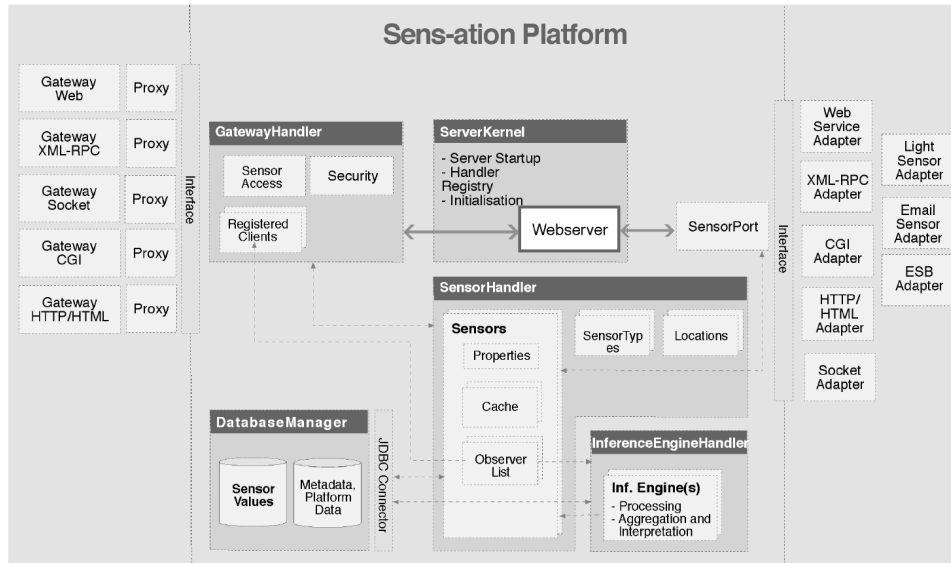 Sens-ation Platform
Gateway
Web
Proxy
Gateway
XML-RPC
Proxy
Gateway
Socket
Proxy
Gateway
CGI
Proxy
Gateway
HTTP/HTML
Proxy
Interface
GatewayHandler
Sensor
Access
Security
Registered
Clients
ServerKernel
- Server Startup
- Handler
Registry
- Initialisation
Webserver
SensorPort
Interface
Web
Service
Adapter
XML-RPC
Adapter
CGI
Adapter
HTTP/
HTML
Adapter
Socket
Adapter
Light
Sensor
Adapter
Email
Sensor
Adapter
ESB
Adapter
SensorHandler
Sensors
Properties
Cache
Observer
List
SensorTyp
es
Locations
DatabaseManager
Sensor
Values
Metadata,
Platform
Data
JDBC Connector
InferenceEngineHandler
Inf. Engine(s)
- Processing
- Aggregation and
Interpretation